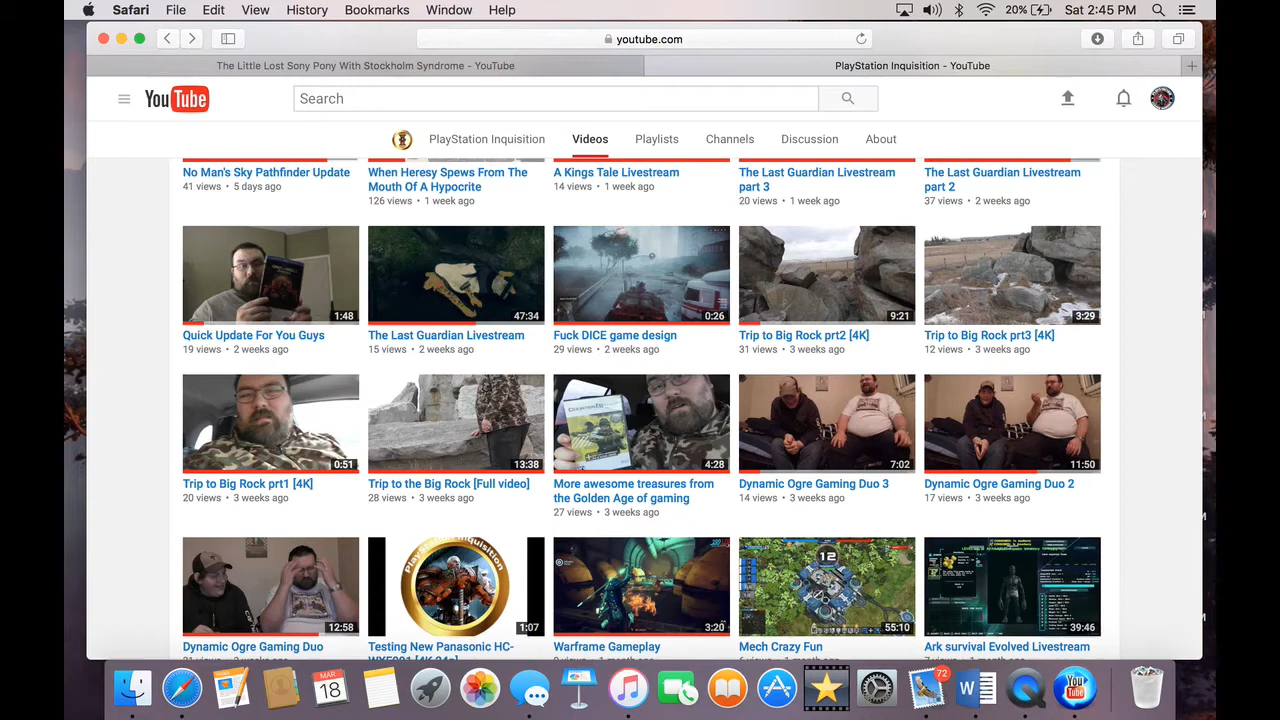 Safari File Edit View History Bookmarks Window Help 20% Sat 2:45 PM
youtube.com
The Little Lost Sony Pony With Stockholm Syndrome - YouTube PlayStation Inquisition - YouTube
YouTube Search
PlayStation Inquisition Videos Playlists Channels Discussion About
No Man's Sky Pathfinder Update
41 views • 5 days ago
When Heresy Spews From The
Mouth Of A Hypocrite
126 views • 1 week ago
A Kings Tale Livestream
14 views • 1 week ago
The Last Guardian Livestream
part 3
20 views • 1 week ago
The Last Guardian Livestream
part 2
37 views • 2 weeks ago
1:48
Quick Update For You Guys
19 views • 2 weeks ago
47:34
The Last Guardian Livestream
15 views • 2 weeks ago
0:26
Fuck DICE game design
29 views • 2 weeks ago
9:21
Trip to Big Rock prt2 [4K]
31 views • 3 weeks ago
3:29
Trip to Big Rock prt3 [4K]
12 views • 3 weeks ago
0:51
Trip to Big Rock prt1 [4K]
20 views • 3 weeks ago
13:38
Trip to the Big Rock [Full video]
28 views • 3 weeks ago
4:28
More awesome treasures from
the Golden Age of gaming
27 views • 3 weeks ago
7:02
Dynamic Ogre Gaming Duo 3
14 views • 3 weeks ago
11:50
Dynamic Ogre Gaming Duo 2
17 views • 3 weeks ago
12:58
Dynamic Ogre Gaming Duo
PlayStation Inquisition
1:07
Testing New Panasonic HC-
3:20
Warframe Gameplay
12
55:10
Mech Crazy Fun
39:46
Ark survival Evolved Livestream
MAR
18
72
W
You
Tube